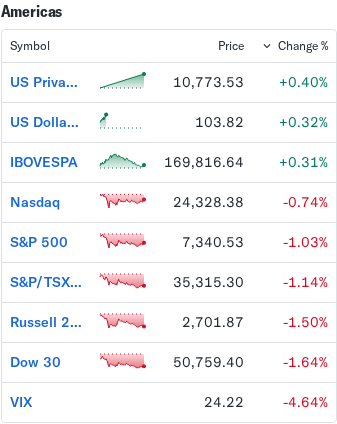 Americas
Symbol Price Change %
US Priva... 10,773.53 +0.40%
US Dolla... 103.82 +0.32%
IBOVESPA 169,816.64 +0.31%
Nasdaq 24,328.38 -0.74%
S&P 500 7,340.53 -1.03%
S&P/TSX... 35,315.30 -1.14%
Russell 2... 2,701.87 -1.50%
Dow 30 50,759.40 -1.64%
VIX 24.22 -4.64%